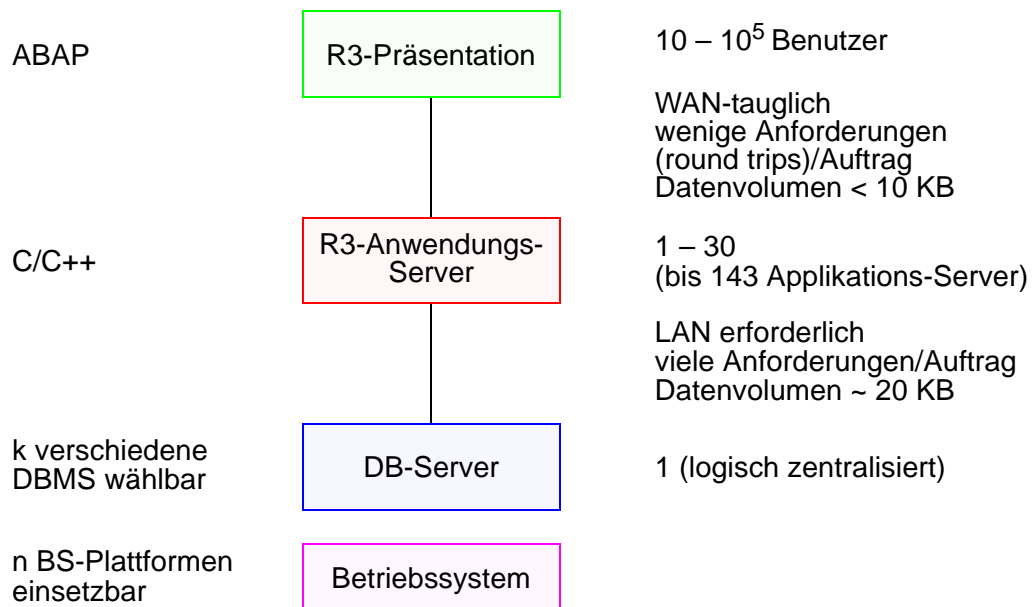 ABAP
R3-Präsentation
10 – 10⁵ Benutzer
WAN-tauglich
wenige Anforderungen
(round trips)/Auftrag
Datenvolumen < 10 KB
C/C++
R3-Anwendungs-
Server
1 – 30
(bis 143 Applikations-Server)
LAN erforderlich
viele Anforderungen/Auftrag
Datenvolumen ~ 20 KB
k verschiedene
DBMS wählbar
DB-Server
1 (logisch zentralisiert)
n BS-Plattformen
einsetzbar
Betriebssystem